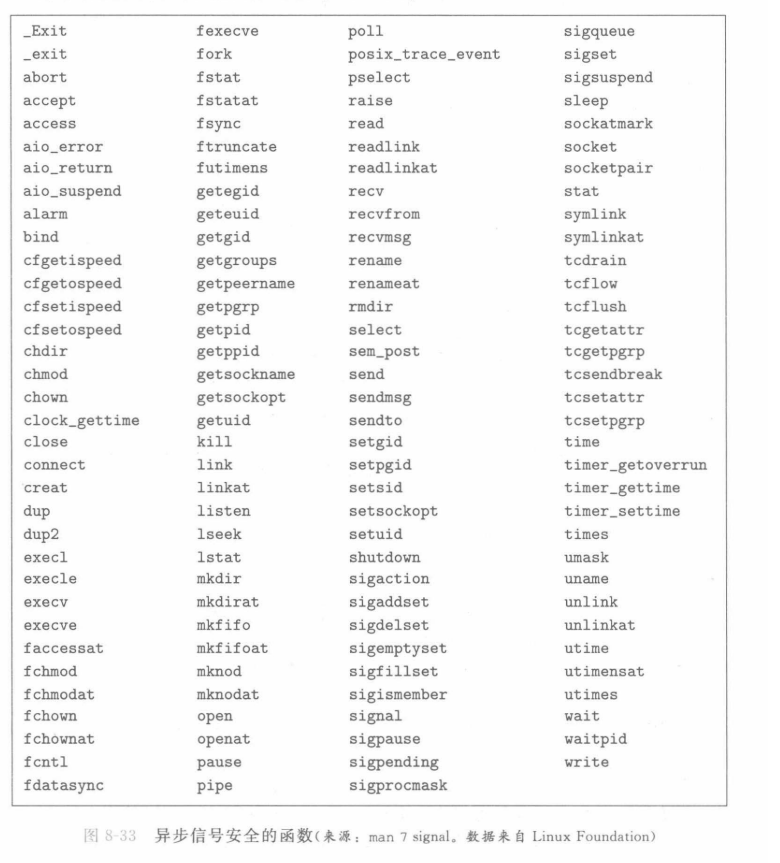 _Exit fexecve poll sigqueue
_exit fork posix_trace_event sigset
abort fstat pselect sigsuspend
accept fstatat raise sleep
access fsync read sockatmark
aio_error ftruncate readlink socket
aio_return futimens readlinkat socketpair
aio_suspend getegid recv stat
alarm geteuid recvfrom symlink
bind getgid recvmsg symlinkat
cfgetispeed getgroups rename tcdrain
cfgetospeed getpeername renameat tcflow
cfsetispeed getpgrp rmdir tcflush
cfsetospeed getpid select tcgetattr
chdir getppid sem_post tcgetpgrp
chmod getsockname send tcsendbreak
chown getsockopt sendmsg tcsetattr
clock_gettime getuid sendto tcsetpgrp
close kill setgid time
connect link setpgid timer_getoverrun
creat linkat setsid timer_gettime
dup listen setsockopt timer_settime
dup2 lseek setuid times
execl lstat shutdown umask
execle mkdir sigaction uname
execv mkdirat sigaddset unlink
execve mkfifo sigdelset unlinkat
faccessat mkfifoat sigemptyset utime
fchmod mknod sigfillset utimensat
fchmodat mknodat sigismember utimes
fchown open signal wait
fchownat openat sigpause waitpid
fcntl pause sigpending write
fdatasync pipe sigprocmask
图 8-33 异步信号安全的函数(来源：man 7 signal。数据来自 Linux Foundation)